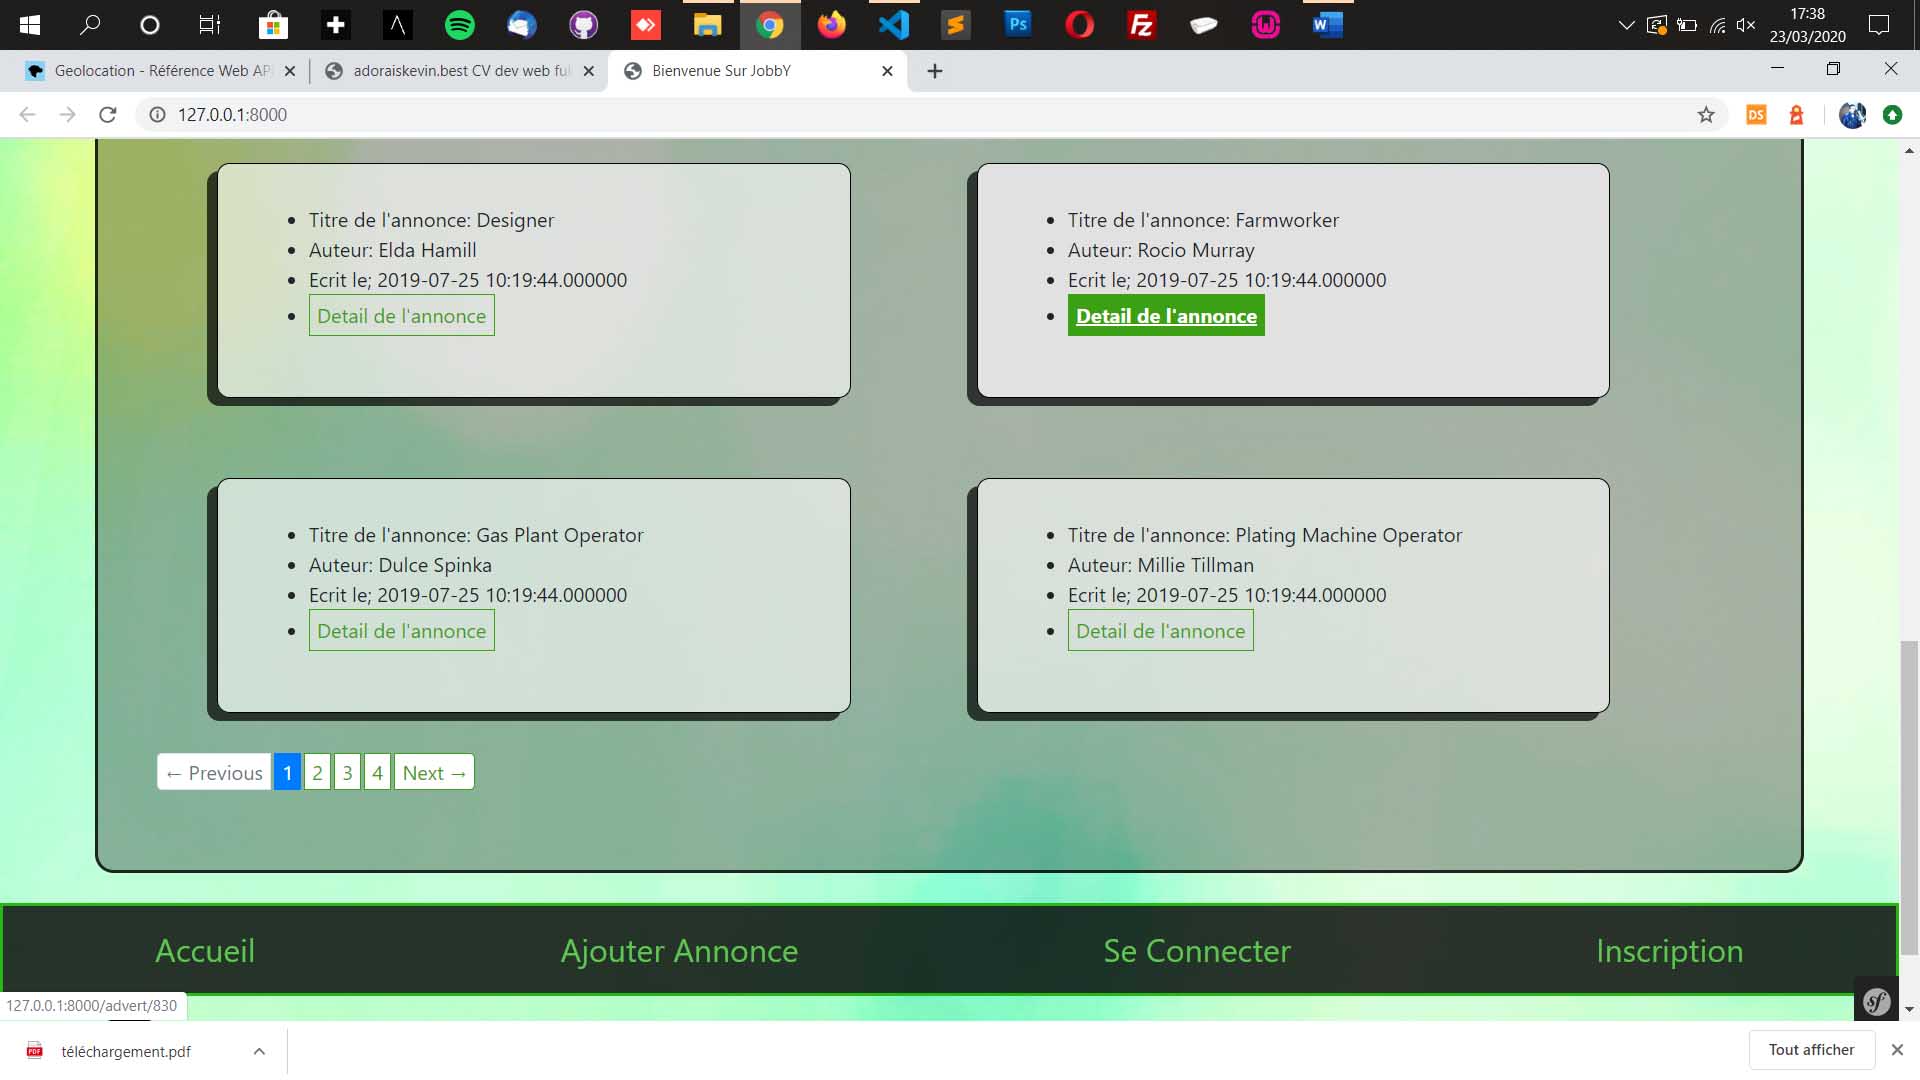 Ps
W
17:38
23/03/2020
Geolocation - Référence Web AP
adoraiskevin.best CV dev web fu
Bienvenue Sur JobbY
127.0.0.1:8000
DS
Titre de l'annonce: Designer
Auteur: Elda Hamill
Ecrit le; 2019-07-25 10:19:44.000000
Detail de l'annonce
Titre de l'annonce: Farmworker
Auteur: Rocio Murray
Ecrit le; 2019-07-25 10:19:44.000000
Detail de l'annonce
Titre de l'annonce: Gas Plant Operator
Auteur: Dulce Spinka
Ecrit le; 2019-07-25 10:19:44.000000
Detail de l'annonce
Titre de l'annonce: Plating Machine Operator
Auteur: Millie Tillman
Ecrit le; 2019-07-25 10:19:44.000000
Detail de l'annonce
← Previous 1 2 3 4 Next →
Accueil Ajouter Annonce Se Connecter Inscription
127.0.0.1:8000/advert/830
sf
PDF téléchargement.pdf
Tout afficher